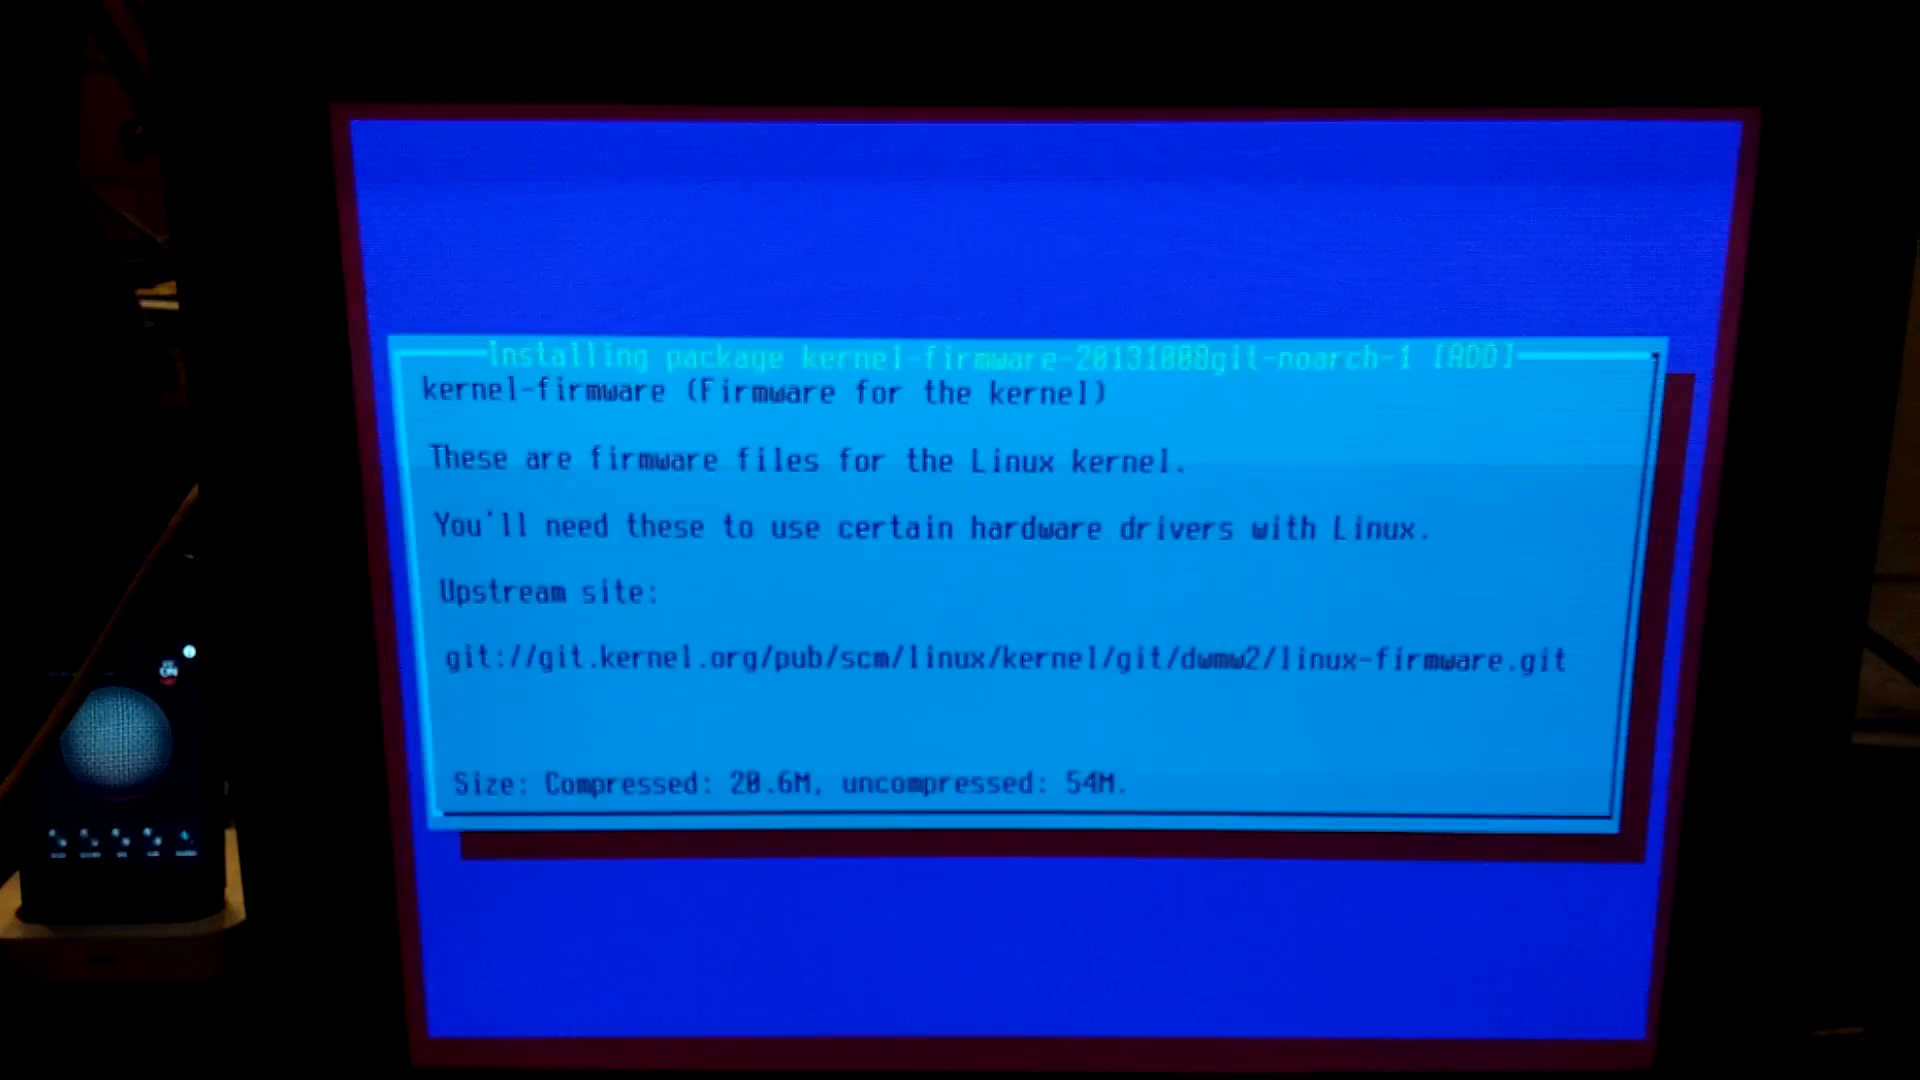 Installing package kernel-firmware-20131008git-noarch-1 [ADD]
kernel-firmware (Firmware for the kernel)
These are firmware files for the Linux kernel.
You'll need these to use certain hardware drivers with Linux.
Upstream site:
git://git.kernel.org/pub/scm/linux/kernel/git/dwmw2/linux-firmware.git
Size: Compressed: 20.6M, uncompressed: 54M.